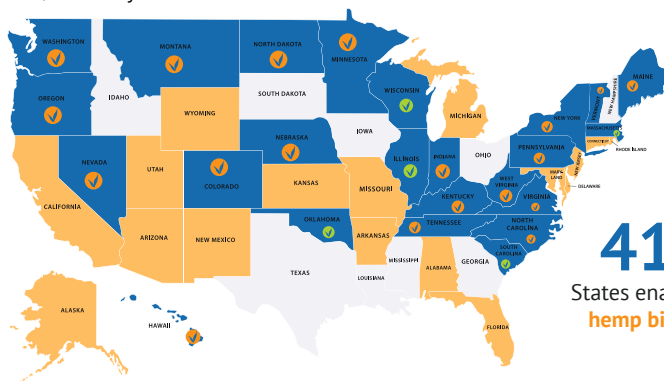 WASHINGTON
MONTANA
NORTH DAKOTA
MINNESOTA
OREGON
IDAHO
WYOMING
SOUTH DAKOTA
WISCONSIN
MICHIGAN
MAINE
VERMONT
NEW YORK
MASSACHUSETTS
CONNECTICUT
RHODE ISLAND
NEVADA
UTAH
COLORADO
NEBRASKA
IOWA
ILLINOIS
INDIANA
OHIO
PENNSYLVANIA
NEW JERSEY
MARY-
LAND
DELAWARE
CALIFORNIA
ARIZONA
NEW MEXICO
KANSAS
MISSOURI
KENTUCKY
WEST
VIRGINIA
VIRGINIA
OKLAHOMA
ARKANSAS
TENNESSEE
NORTH
CAROLINA
SOUTH
CAROLINA
TEXAS
LOUISIANA
MISSISSIPPI
ALABAMA
GEORGIA
FLORIDA
ALASKA
HAWAII
41
States ena
hemp bi